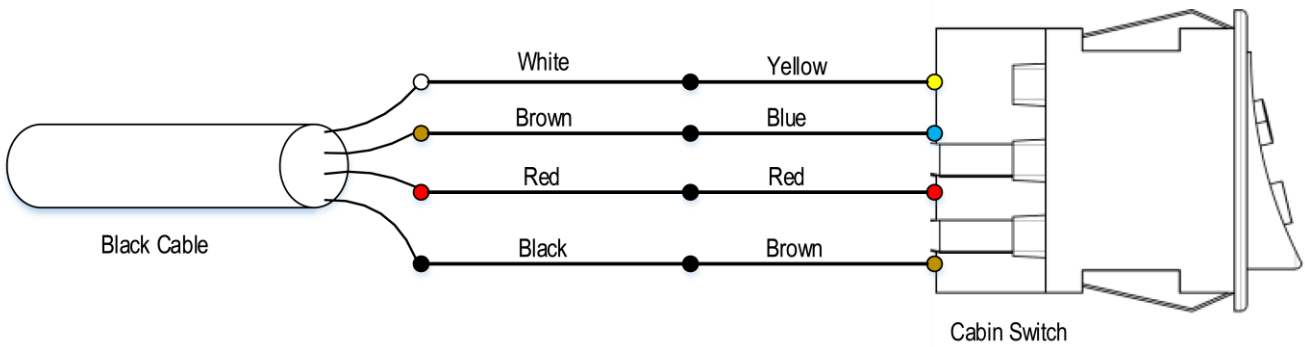 White Yellow
Brown Blue
Red Red
Black Cable
Black Brown
Cabin Switch